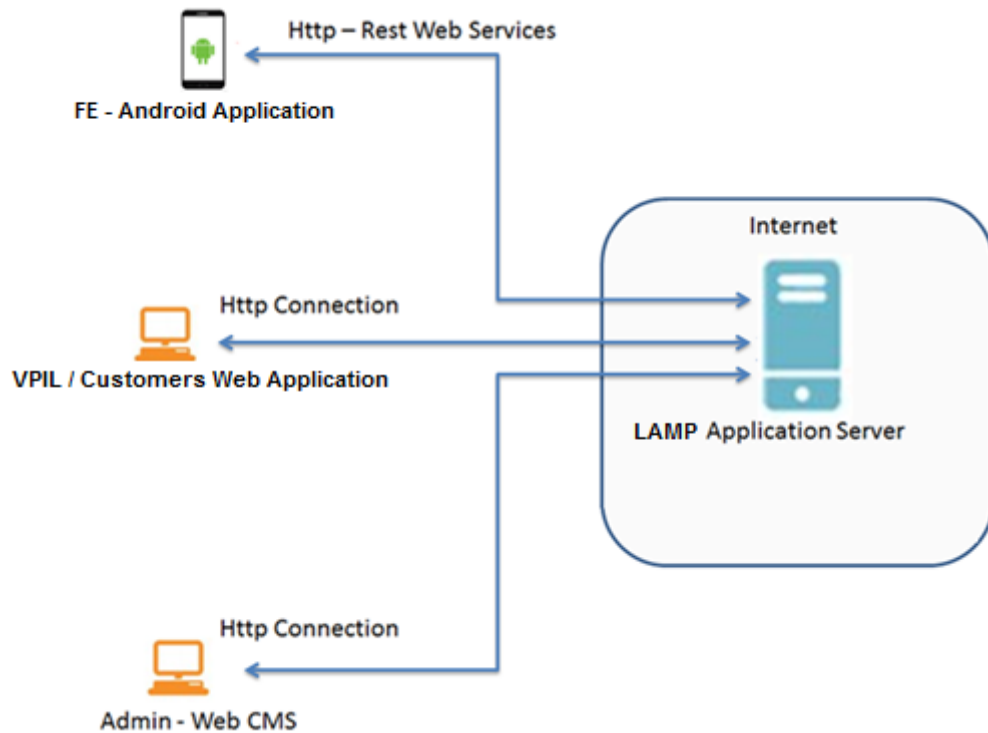 Http – Rest Web Services
FE - Android Application
Internet
Http Connection
VPIL / Customers Web Application
LAMP Application Server
Http Connection
Admin - Web CMS